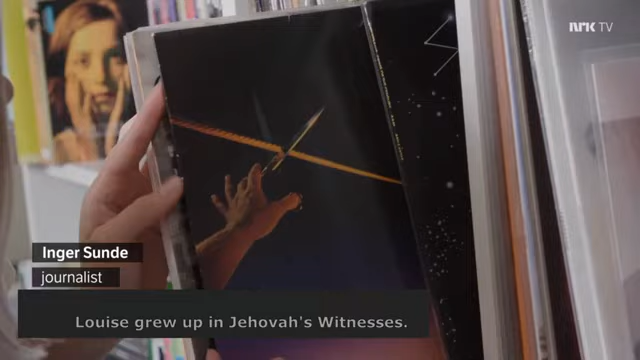 NRK TV
Inger Sunde
journalist
Louise grew up in Jehovah's Witnesses.